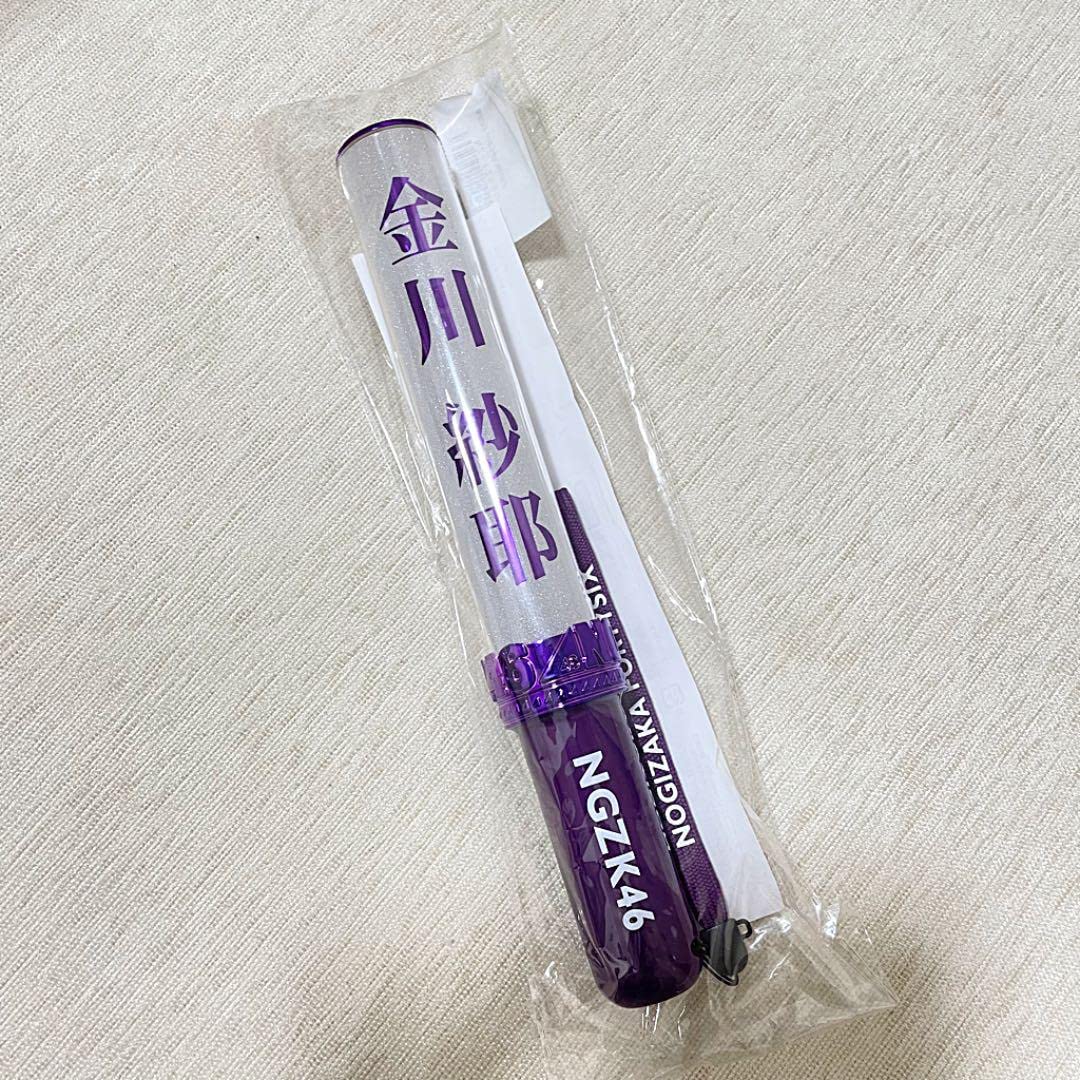 金川 紗耶
NGZK46
NOGIZAKA FORTYSIX